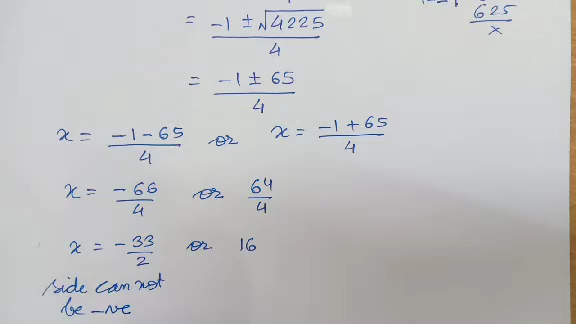 = (-1 ± √4225)/4
625/x
= (-1 ± 65)/4
x = (-1 - 65)/4 or x = (-1 + 65)/4
x = -66/4 or 64/4
x = -33/2 or 16
side can not
be -ve